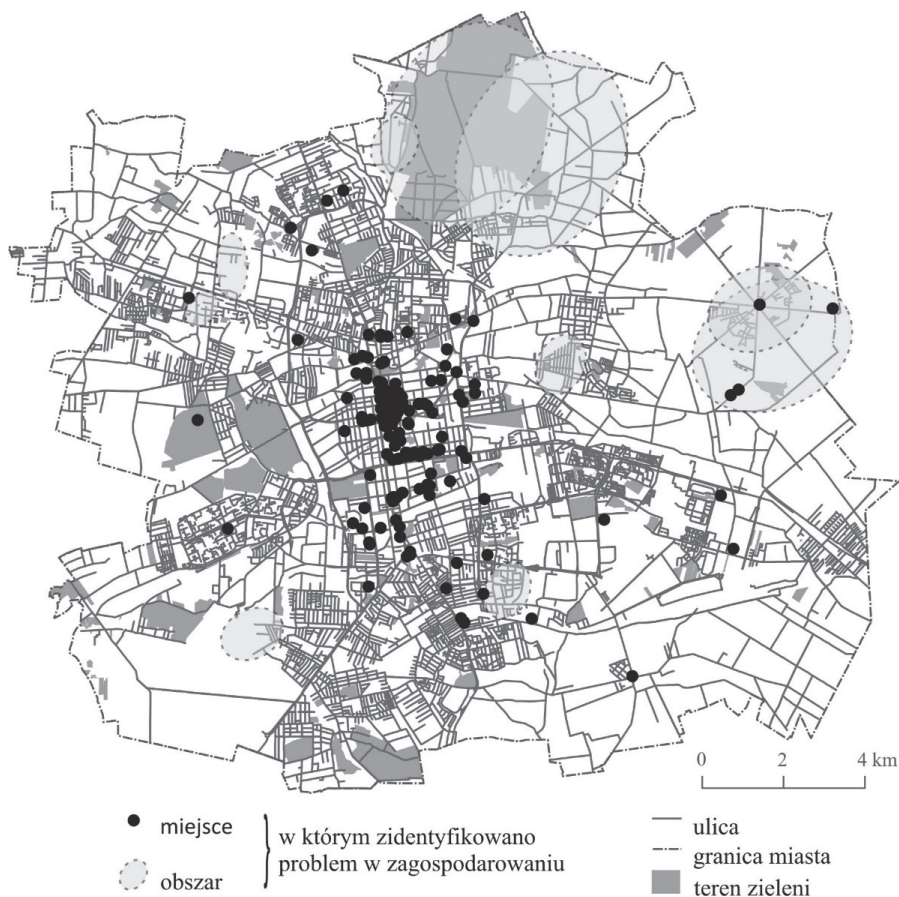 0 2 4 km
miejsce
obszar
w którym zidentyfikowano
problem w zagospodarowaniu
ulica
granica miasta
teren zieleni